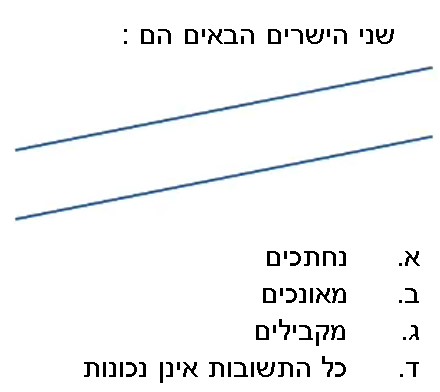 שני הישרים הבאים הם :
א. נחתכים
ב. מאונכים
ג. מקבילים
ד. כל התשובות אינן נכונות